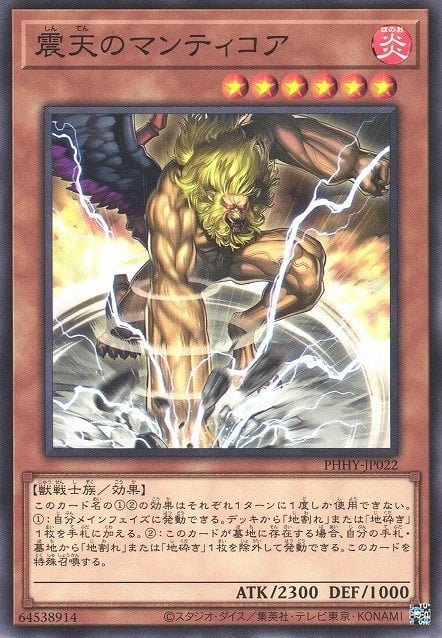 震天のマンティコア
炎
PHHY-JP022
【獣戦士族/効果】
このカード名の①②の効果はそれぞれ1ターンに1度しか使用できない。
①:自分メインフェイズに発動できる。デッキから「地割れ」または「地砕き」
1枚を手札に加える。②:このカードが墓地に存在する場合、自分の手札・
墓地から「地割れ」または「地砕き」1枚を除外して発動できる。このカードを
特殊召喚する。
ATK/2300 DEF/1000
64538914 ©スタジオ・ダイス/集英社・テレビ東京・KONAMI